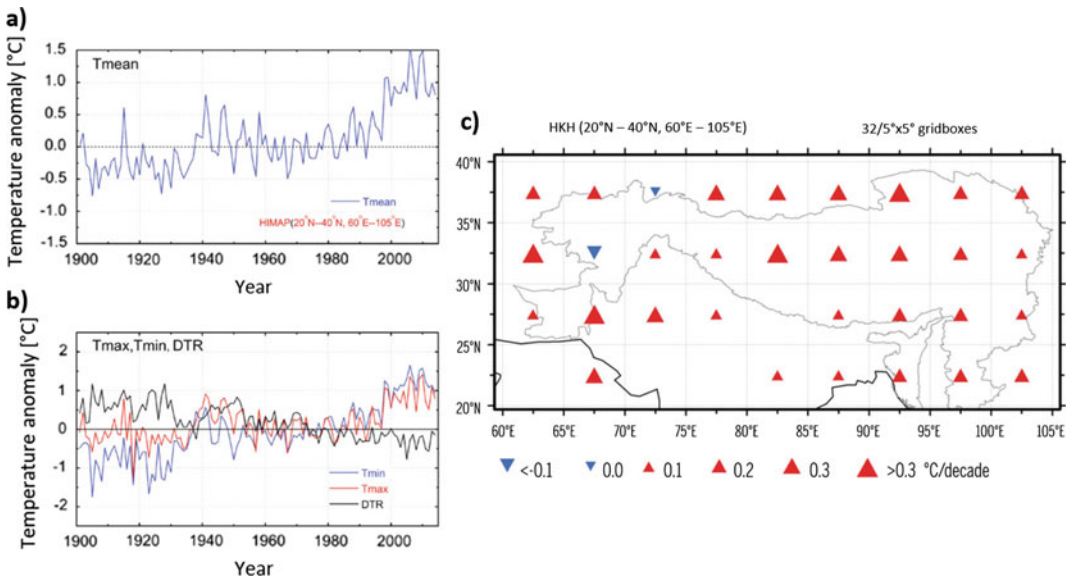 a)
Temperature anomaly [°C]
1.5
1.0
0.5
0.0
-0.5
-1.0
-1.5
Tmean
Tmean
HIMAP(20°N–40°N, 60°E–105°E)
1900 1920 1940 1960 1980 2000
Year
b)
Temperature anomaly [°C]
2
1
0
-1
-2
Tmax,Tmin, DTR
Tmin
Tmax
DTR
1900 1920 1940 1960 1980 2000
Year
c)
HKH (20°N – 40°N, 60°E – 105°E) 32/5°x5° gridboxes
40°N
35°N
30°N
25°N
20°N
60°E 65°E 70°E 75°E 80°E 85°E 90°E 95°E 100°E 105°E
<-0.1 0.0 0.1 0.2 0.3 >0.3 °C/decade